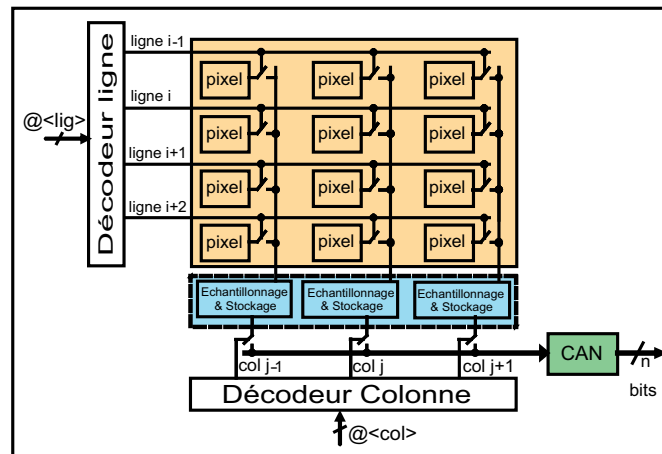 ligne i-1
pixel pixel pixel
ligne i
@<lig>
pixel pixel pixel
Décodeur ligne
ligne i+1
pixel pixel pixel
ligne i+2
pixel pixel pixel
Echantillonnage Echantillonnage Echantillonnage
& Stockage & Stockage & Stockage
CAN
n
col j-1 col j col j+1
bits
Décodeur Colonne
@<col>